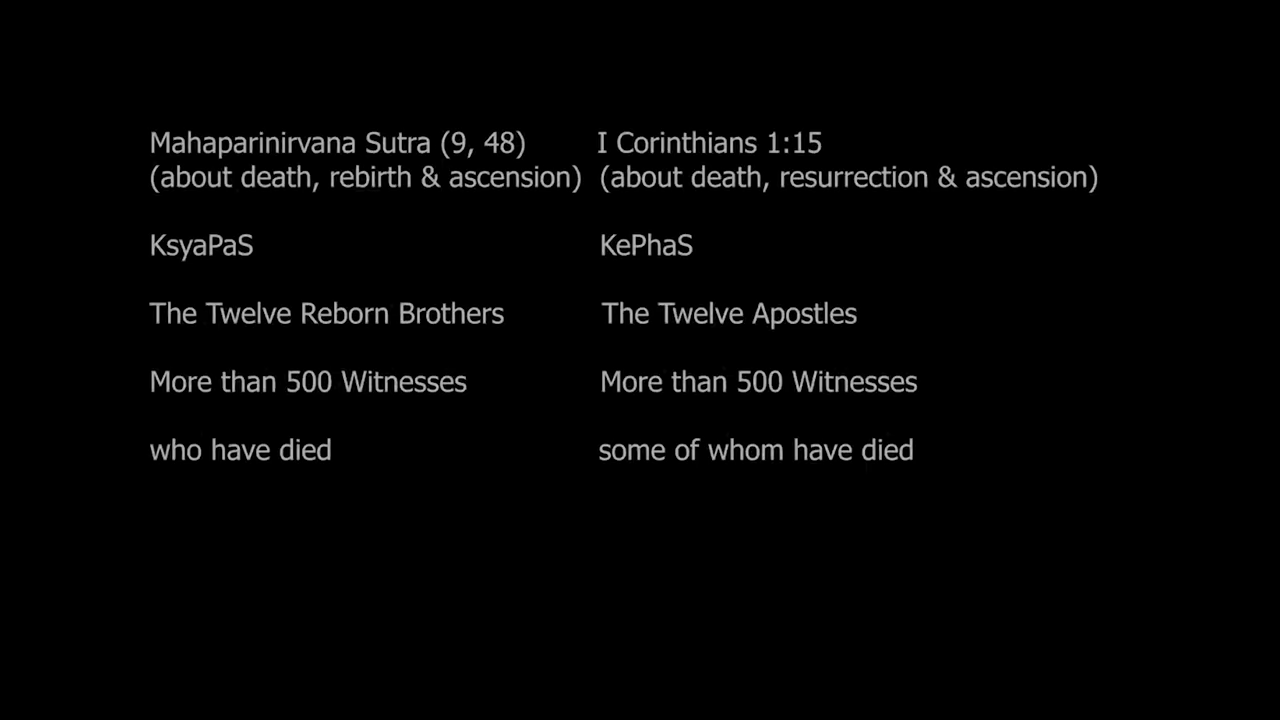 Mahaparinirvana Sutra (9, 48) I Corinthians 1:15
(about death, rebirth & ascension) (about death, resurrection & ascension)
KsyaPaS KePhaS
The Twelve Reborn Brothers The Twelve Apostles
More than 500 Witnesses More than 500 Witnesses
who have died some of whom have died